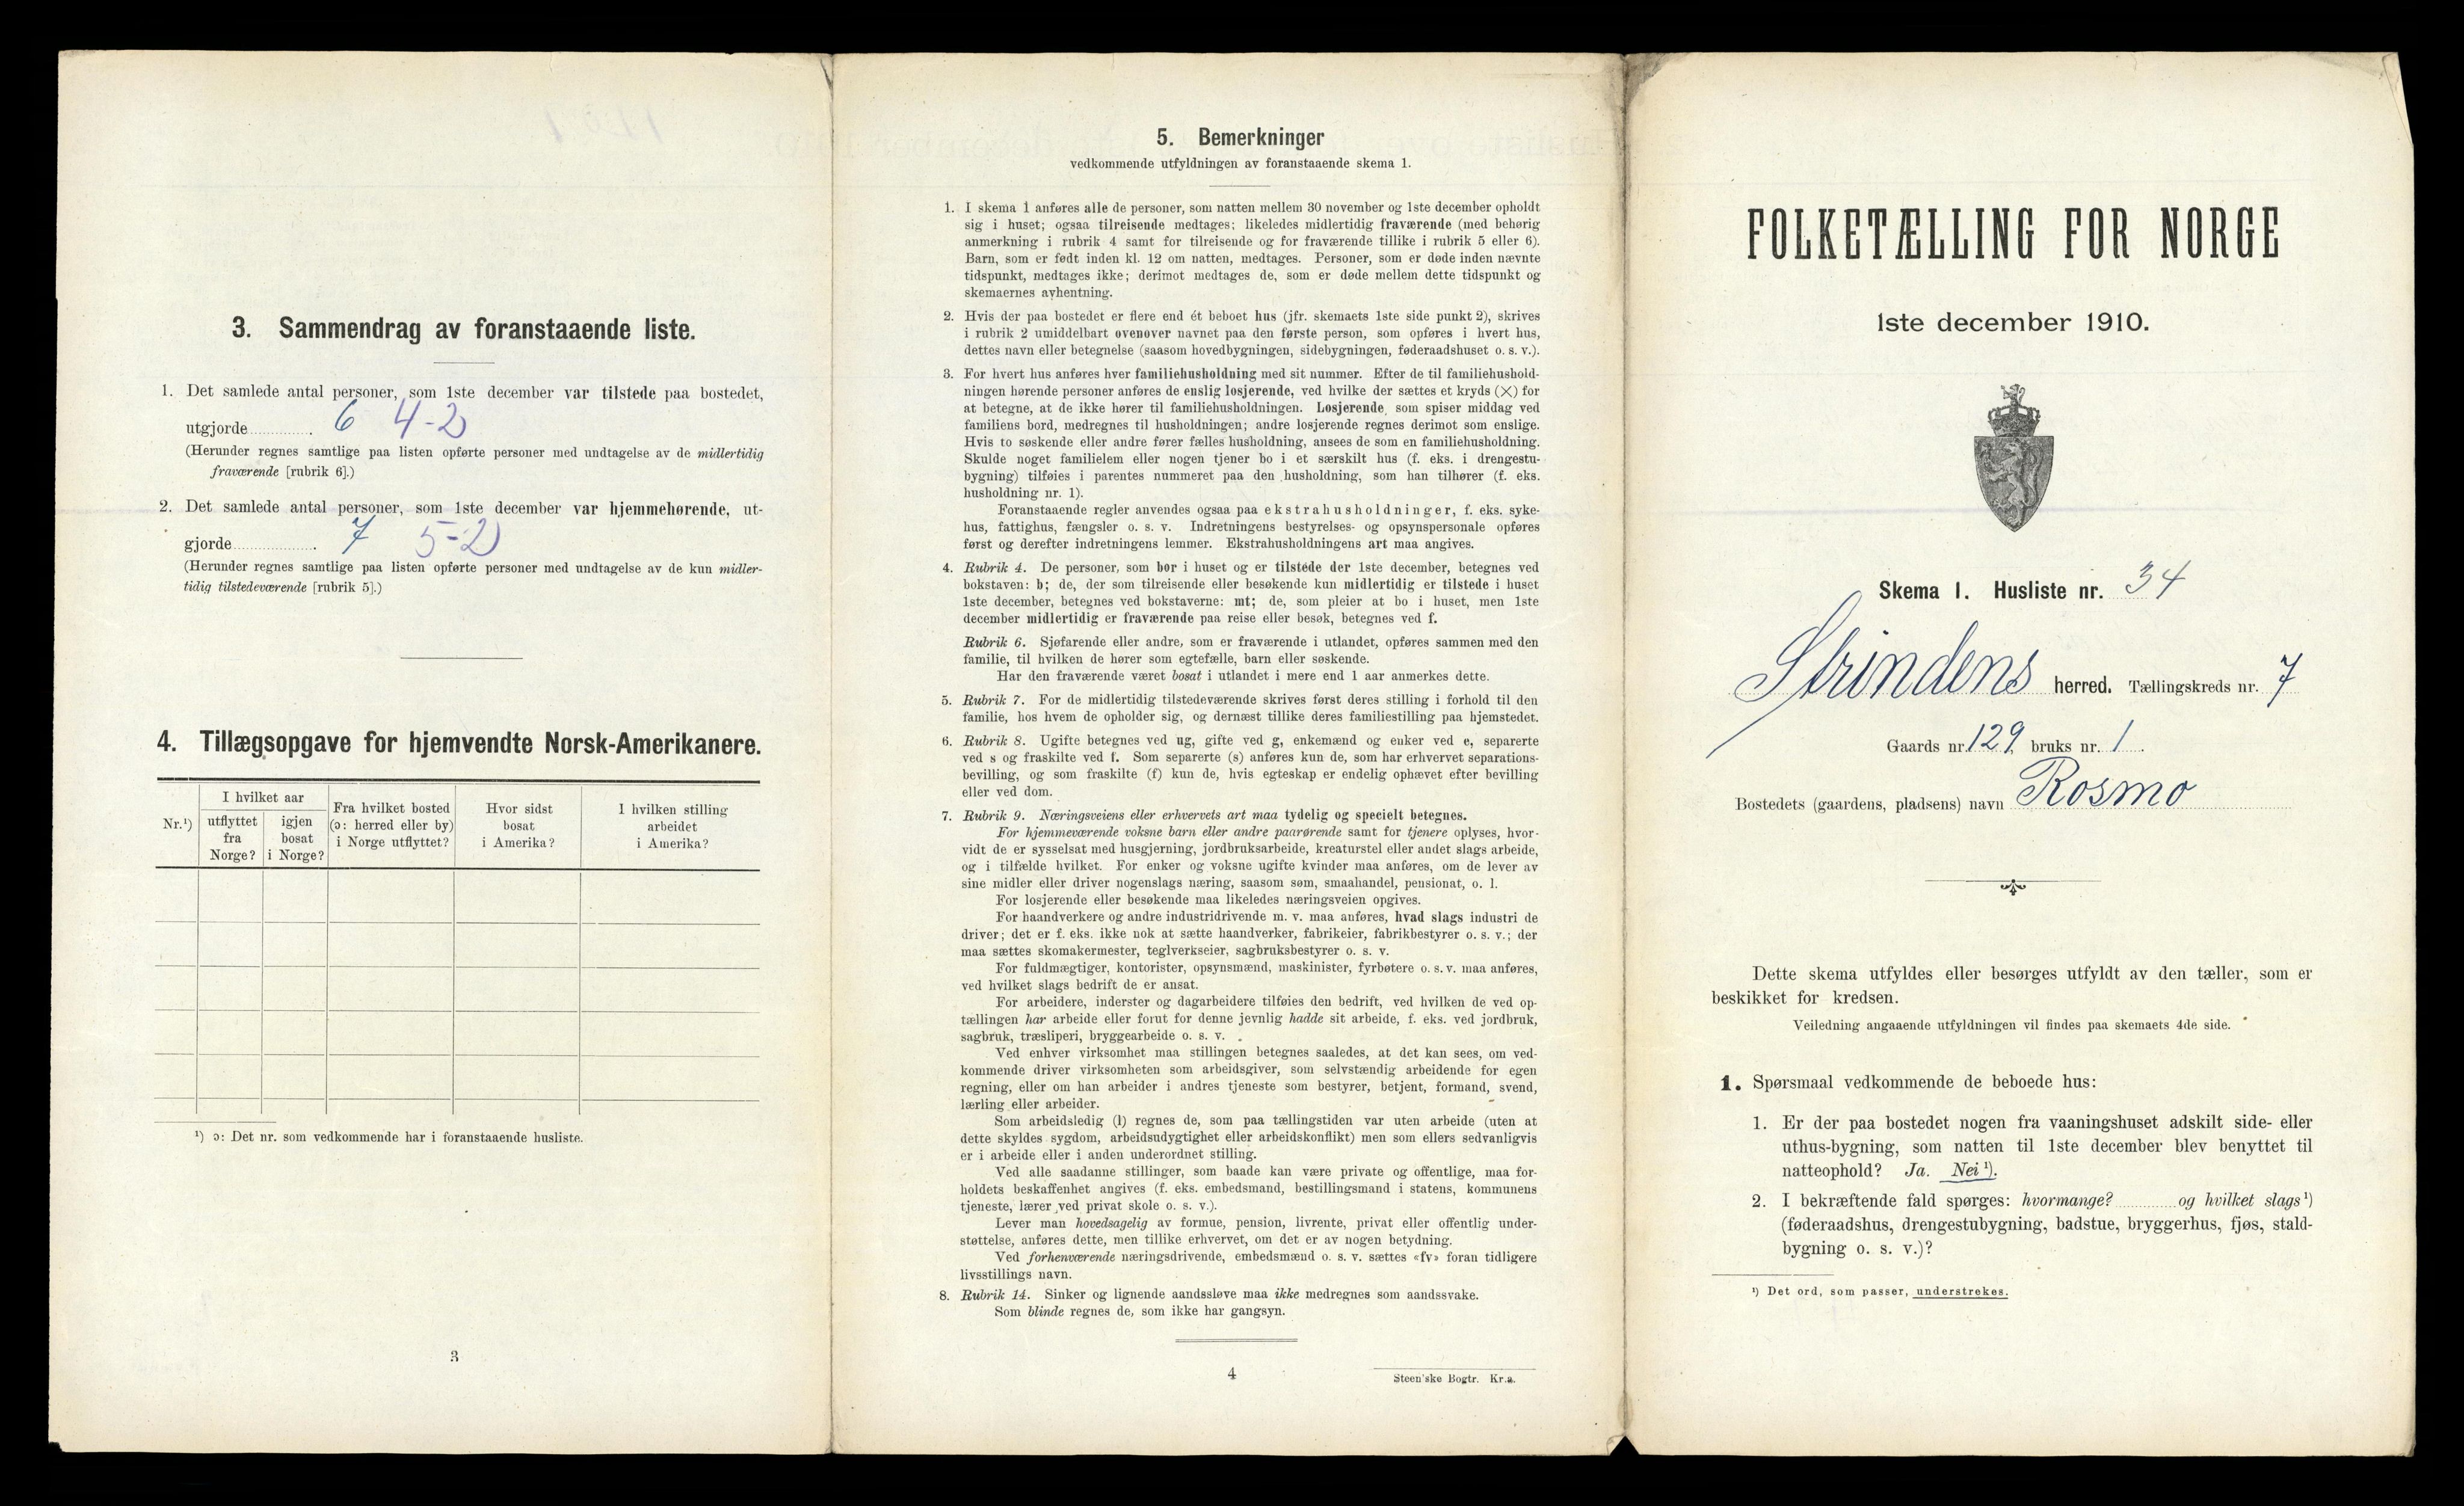 3. Sammendrag av foranstaaende liste.
1. Det samlede antal personer, som 1ste december var tilstede paa bostedet,
utgjorde . 6 4-2
(Herunder regnes samtlige paa listen opførte personer med undtagelse av de midlertidig
fraværende [rubrik 6].)
2. Det samlede antal personer, som 1ste december var hjemmehørende, ut-
gjorde . 7 5-2
(Herunder regnes samtlige paa listen opførte personer med undtagelse av de kun midler-
tidig tilstedeværende [rubrik 5].)
4. Tillægsopgave for hjemvendte Norsk-Amerikanere.
Nr.¹)
I hvilket aar
utflyttet
fra
Norge?
igjen
bosat
i Norge?
Fra hvilket bosted
(ɔ: herred eller by)
i Norge utflyttet?
Hvor sidst
bosat
i Amerika?
I hvilken stilling
arbeidet
i Amerika?
¹) ɔ: Det nr. som vedkommende har i foranstaaende husliste.
3
5. Bemerkninger
vedkommende utfyldningen av foranstaaende skema 1.
1. I skema 1 anføres alle de personer, som natten mellem 30 november og 1ste december opholdt
sig i huset; ogsaa tilreisende medtages; likeledes midlertidig fraværende (med behørig
anmerkning i rubrik 4 samt for tilreisende og for fraværende tillike i rubrik 5 eller 6).
Barn, som er født inden kl. 12 om natten, medtages. Personer, som er døde inden nævnte
tidspunkt, medtages ikke; derimot medtages de, som er døde mellem dette tidspunkt og
skemaernes avhentning.
2. Hvis der paa bostedet er flere end ét beboet hus (jfr. skemaets 1ste side punkt 2), skrives
i rubrik 2 umiddelbart ovenover navnet paa den første person, som opføres i hvert hus,
dettes navn eller betegnelse (saasom hovedbygningen, sidebygningen, føderaadshuset o. s. v.).
3. For hvert hus anføres hver familiehusholdning med sit nummer. Efter de til familiehushold-
ningen hørende personer anføres de enslig losjerende, ved hvilke der sættes et kryds (×) for
at betegne, at de ikke hører til familiehusholdningen. Losjerende, som spiser middag ved
familiens bord, medregnes til husholdningen; andre losjerende regnes derimot som enslige.
Hvis to søskende eller andre fører fælles husholdning, ansees de som en familiehusholdning.
Skulde noget familielem eller nogen tjener bo i et særskilt hus (f. eks. i drengestu-
bygning) tilføies i parentes nummeret paa den husholdning, som han tilhører (f. eks.
husholdning nr. 1).
Foranstaaende regler anvendes ogsaa paa ekstrahusholdninger, f. eks. syke-
hus, fattighus, fængsler o. s. v. Indretningens bestyrelses- og opsynspersonale opføres
først og derefter indretningens lemmer. Ekstrahusholdningens art maa angives.
4. Rubrik 4. De personer, som bor i huset og er tilstede der 1ste december, betegnes ved
bokstaven: b; de, der som tilreisende eller besøkende kun midlertidig er tilstede i huset
1ste december, betegnes ved bokstaverne: mt; de, som pleier at bo i huset, men 1ste
december midlertidig er fraværende paa reise eller besøk, betegnes ved f.
Rubrik 6. Sjøfarende eller andre, som er fraværende i utlandet, opføres sammen med den
familie, til hvilken de hører som egtefælle, barn eller søskende.
Har den fraværende været bosat i utlandet i mere end 1 aar anmerkes dette.
5. Rubrik 7. For de midlertidig tilstedeværende skrives først deres stilling i forhold til den
familie, hos hvem de opholder sig, og dernæst tillike deres familiestilling paa hjemstedet.
6. Rubrik 8. Ugifte betegnes ved ug, gifte ved g, enkemænd og enker ved e, separerte
ved s og fraskilte ved f. Som separerte (s) anføres kun de, som har erhvervet separations-
bevilling, og som fraskilte (f) kun de, hvis egteskap er endelig ophævet efter bevilling
eller ved dom.
7. Rubrik 9. Næringsveiens eller erhvervets art maa tydelig og specielt betegnes.
For hjemmeværende voksne barn eller andre paarørende samt for tjenere oplyses, hvor-
vidt de er sysselsat med husgjerning, jordbruksarbeide, kreaturstel eller andet slags arbeide,
og i tilfælde hvilket. For enker og voksne ugifte kvinder maa anføres, om de lever av
sine midler eller driver nogenslags næring, saasom søm, smaahandel, pensionat, o. l.
For losjerende eller besøkende maa likeledes næringsveien opgives.
For haandverkere og andre industridrivende m. v. maa anføres, hvad slags industri de
driver; det er f. eks. ikke nok at sætte haandverker, fabrikeier, fabrikbestyrer o. s. v.; der
maa sættes skomakermester, teglverkseier, sagbruksbestyrer o. s. v.
For fuldmægtiger, kontorister, opsynsmænd, maskinister, fyrbøtere o. s. v. maa anføres,
ved hvilket slags bedrift de er ansat.
For arbeidere, inderster og dagarbeidere tilføies den bedrift, ved hvilken de ved op-
tællingen har arbeide eller forut for denne jevnlig hadde sit arbeide, f. eks. ved jordbruk,
sagbruk, træsliperi, bryggearbeide o. s. v.
Ved enhver virksomhet maa stillingen betegnes saaledes, at det kan sees, om ved-
kommende driver virksomheten som arbeidsgiver, som selvstændig arbeidende for egen
regning, eller om han arbeider i andres tjeneste som bestyrer, betjent, formand, svend,
lærling eller arbeider.
Som arbeidsledig (l) regnes de, som paa tællingstiden var uten arbeide (uten at
dette skyldes sygdom, arbeidsudygtighet eller arbeidskonflikt) men som ellers sedvanligvis
er i arbeide eller i anden underordnet stilling.
Ved alle saadanne stillinger, som baade kan være private og offentlige, maa for-
holdets beskaffenhet angives (f. eks. embedsmand, bestillingsmand i statens, kommunens
tjeneste, lærer ved privat skole o. s. v.).
Lever man hovedsagelig av formue, pension, livrente, privat eller offentlig under-
støttelse, anføres dette, men tillike erhvervet, om det er av nogen betydning.
Ved forhenværende næringsdrivende, embedsmænd o. s. v. sættes «fv» foran tidligere
livsstillings navn.
8. Rubrik 14. Sinker og lignende aandssløve maa ikke medregnes som aandssvake.
Som blinde regnes de, som ikke har gangsyn.
4
Steen'ske Bogtr. Kr.a.
FOLKETÆLLING FOR NORGE
1ste december 1910.
Skema 1. Husliste nr. 34
Strindens herred. Tællingskreds nr. 7
Gaards nr. 129, bruks nr. 1.
Bostedets (gaardens, pladsens) navn Rosmo
Dette skema utfyldes eller besørges utfyldt av den tæller, som er
beskikket for kredsen.
Veiledning angaaende utfyldningen vil findes paa skemaets 4de side.
1. Spørsmaal vedkommende de beboede hus:
1. Er der paa bostedet nogen fra vaaningshuset adskilt side- eller
uthus-bygning, som natten til 1ste december blev benyttet til
natteophold? Ja. Nei¹).
2. I bekræftende fald spørges: hvormange? og hvilket slags¹)
(føderaadshus, drengestubygning, badstue, bryggerhus, fjøs, stald-
bygning o. s. v.)?
¹) Det ord, som passer, understrekes.